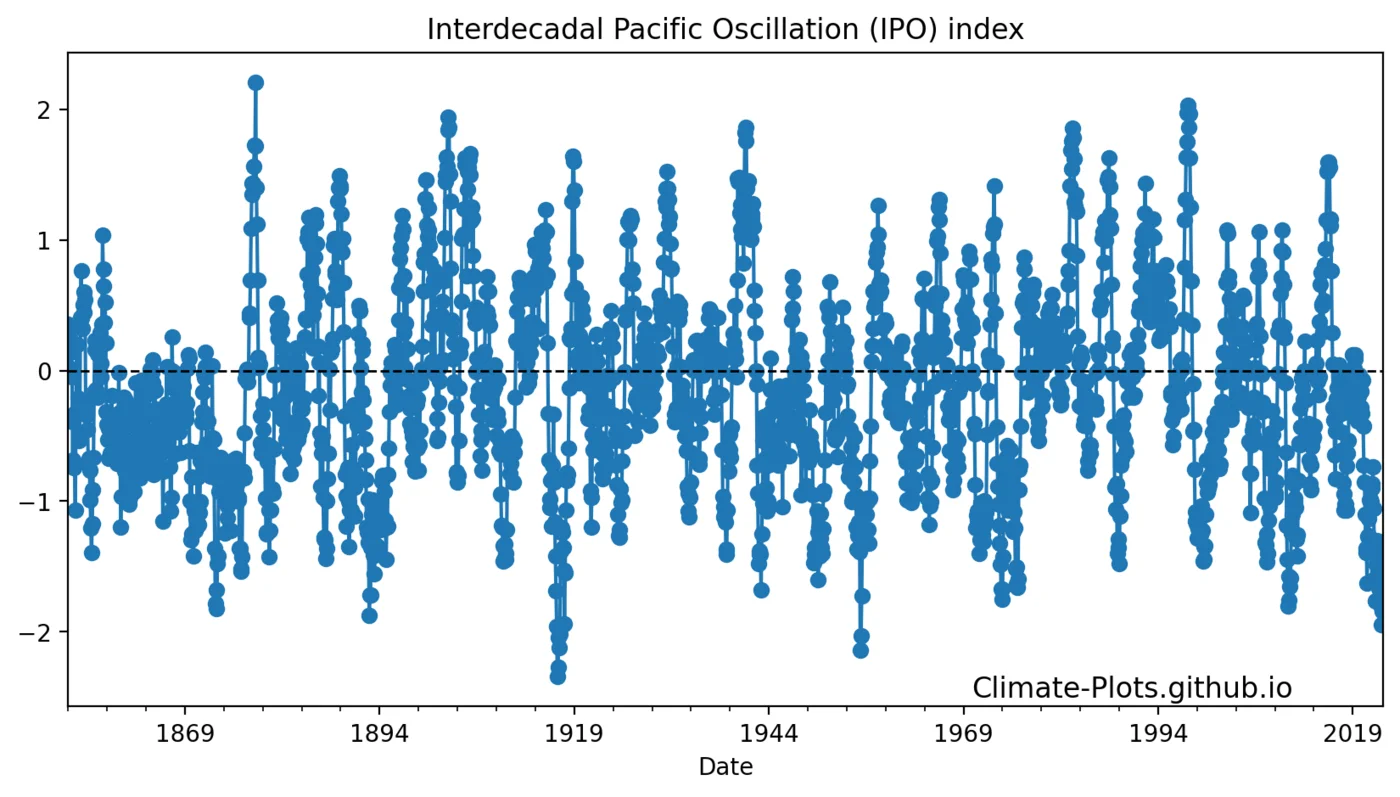 Interdecadal Pacific Oscillation (IPO) index
2
1
0
−1
−2
Climate-Plots.github.io
1869 1894 1919 1944 1969 1994 2019
Date